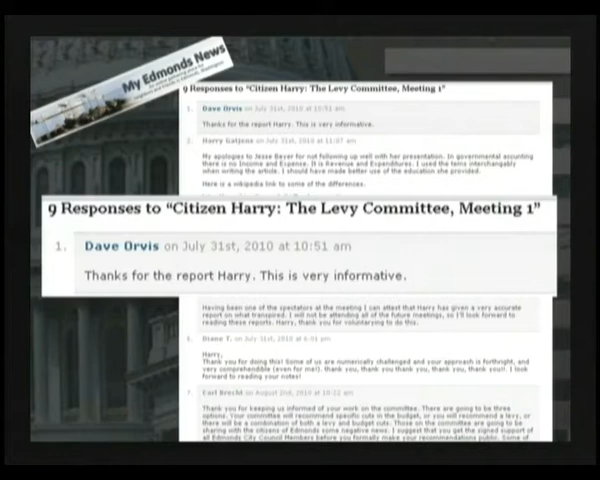 My Edmonds News
9 Responses to “Citizen Harry: The Levy Committee, Meeting 1”
1. Dave Orvis on July 31st, 2010 at 10:51 am
Thanks for the report Harry. This is very informative.
2. Harry Gatjens on July 31st, 2010 at 11:07 am
My apologies to Jesse Beyer for not following up well with her presentation. In governmental accounting
there is no Income and Expense. It is Revenue and Expenditures. I used the terms interchangeably
when writing the article. I should have made better use of the education she provided.
Here is a wikipedia link to some of the differences.
9 Responses to “Citizen Harry: The Levy Committee, Meeting 1”
1. Dave Orvis on July 31st, 2010 at 10:51 am
Thanks for the report Harry. This is very informative.
Having been one of the spectators at the meeting I can attest that Harry has given a very accurate
report on what transpired. I will not be attending all of the future meetings, so I'll look forward to
reading these reports. Harry, thank you for volunteering to do this.
Diane T. on July 31st, 2010 at pm
Harry,
Thank you for doing this! Some of us are numerically challenged and your approach is forthright, and
very comprehendible (even for me!). thank you, thank you thank you, thank you, thank you!! I look
forward to reading your notes!
7. on August 2nd, 2010 at am
Thank you for keeping us informed of your work on the committee. There are going to be three
options. Your committee will recommend specific cuts in the budget, or you will recommend a levy, or
there will be a combination of both a levy and budget cuts. Those on the committee are going to be
sharing with the citizens of Edmonds some negative news. I suggest that you get the signed support of
all Edmonds City Council Members before you formally make your recommendations public. Some of